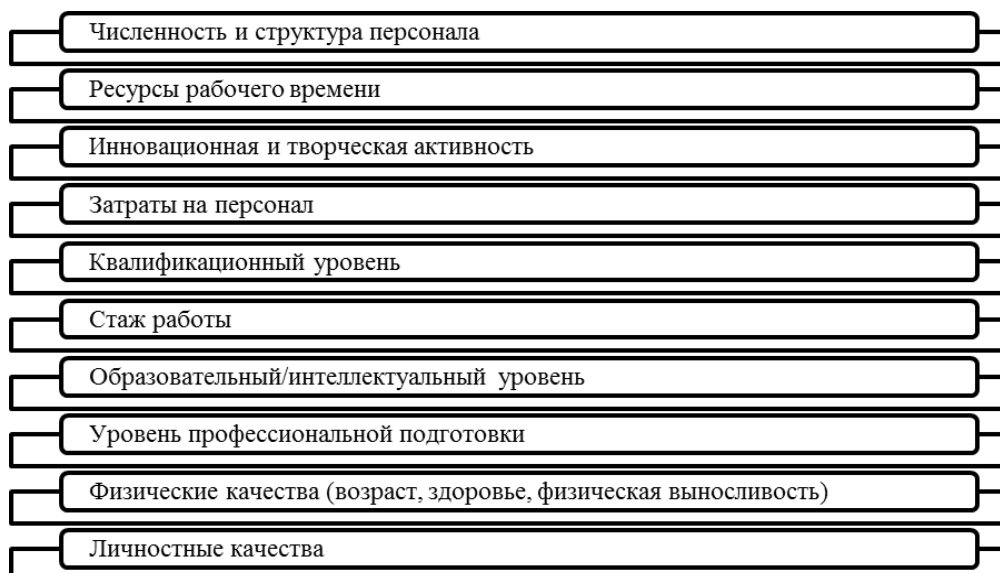 Численность и структура персонала
Ресурсы рабочего времени
Инновационная и творческая активность
Затраты на персонал
Квалификационный уровень
Стаж работы
Образовательный/интеллектуальный уровень
Уровень профессиональной подготовки
Физические качества (возраст, здоровье, физическая выносливость)
Личностные качества